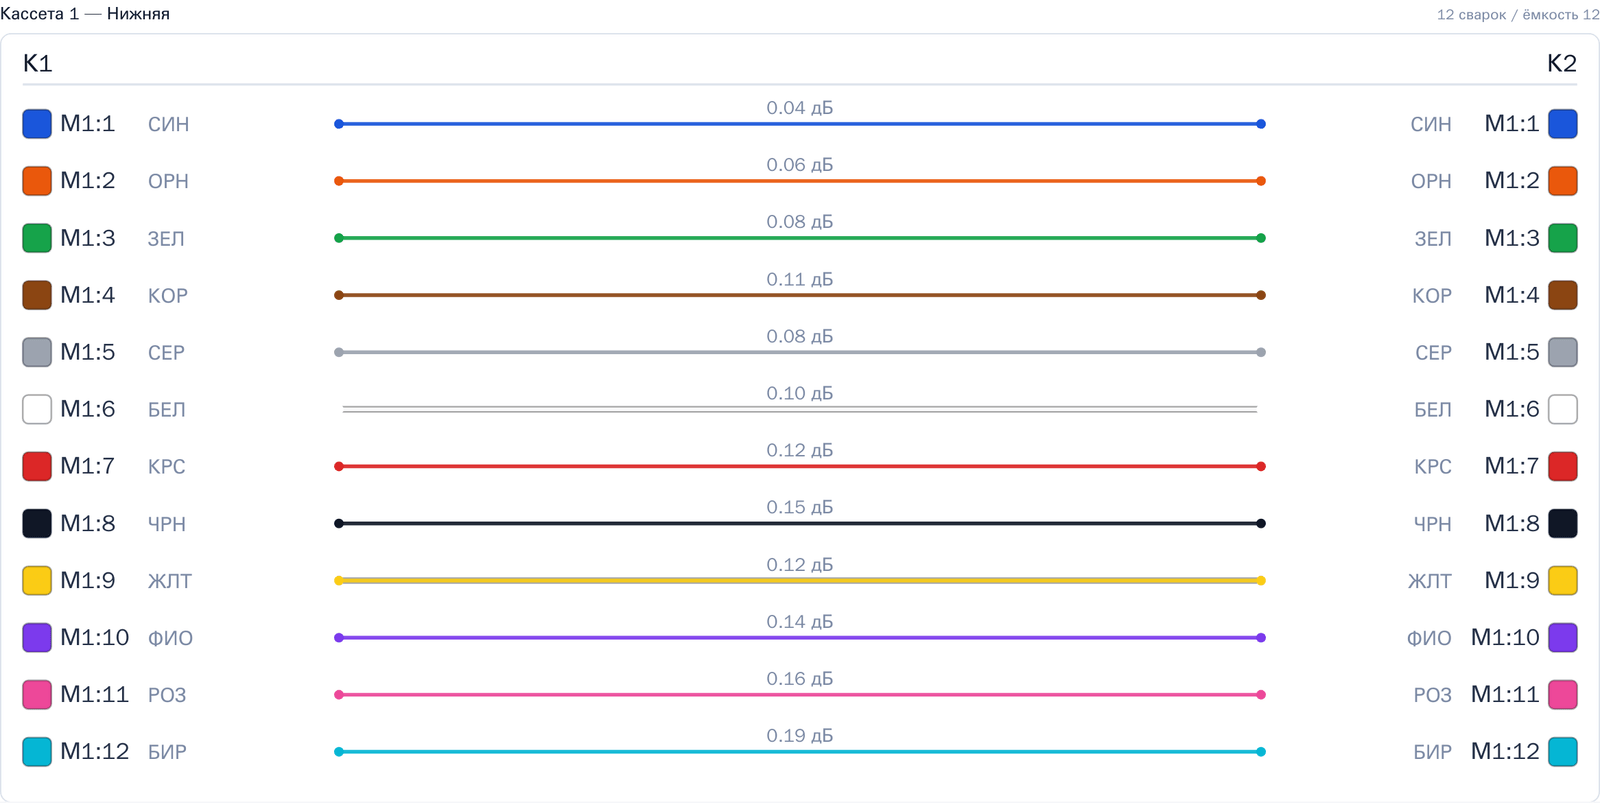 Кассета 1 — Нижняя 12 сварок / ёмкость 12
К1 К2
М1:1 СИН 0.04 дБ СИН М1:1
М1:2 ОРН 0.06 дБ ОРН М1:2
М1:3 ЗЕЛ 0.08 дБ ЗЕЛ М1:3
М1:4 КОР 0.11 дБ КОР М1:4
М1:5 СЕР 0.08 дБ СЕР М1:5
М1:6 БЕЛ 0.10 дБ БЕЛ М1:6
М1:7 КРС 0.12 дБ КРС М1:7
М1:8 ЧРН 0.15 дБ ЧРН М1:8
М1:9 ЖЛТ 0.12 дБ ЖЛТ М1:9
М1:10 ФИО 0.14 дБ ФИО М1:10
М1:11 РОЗ 0.16 дБ РОЗ М1:11
М1:12 БИР 0.19 дБ БИР М1:12